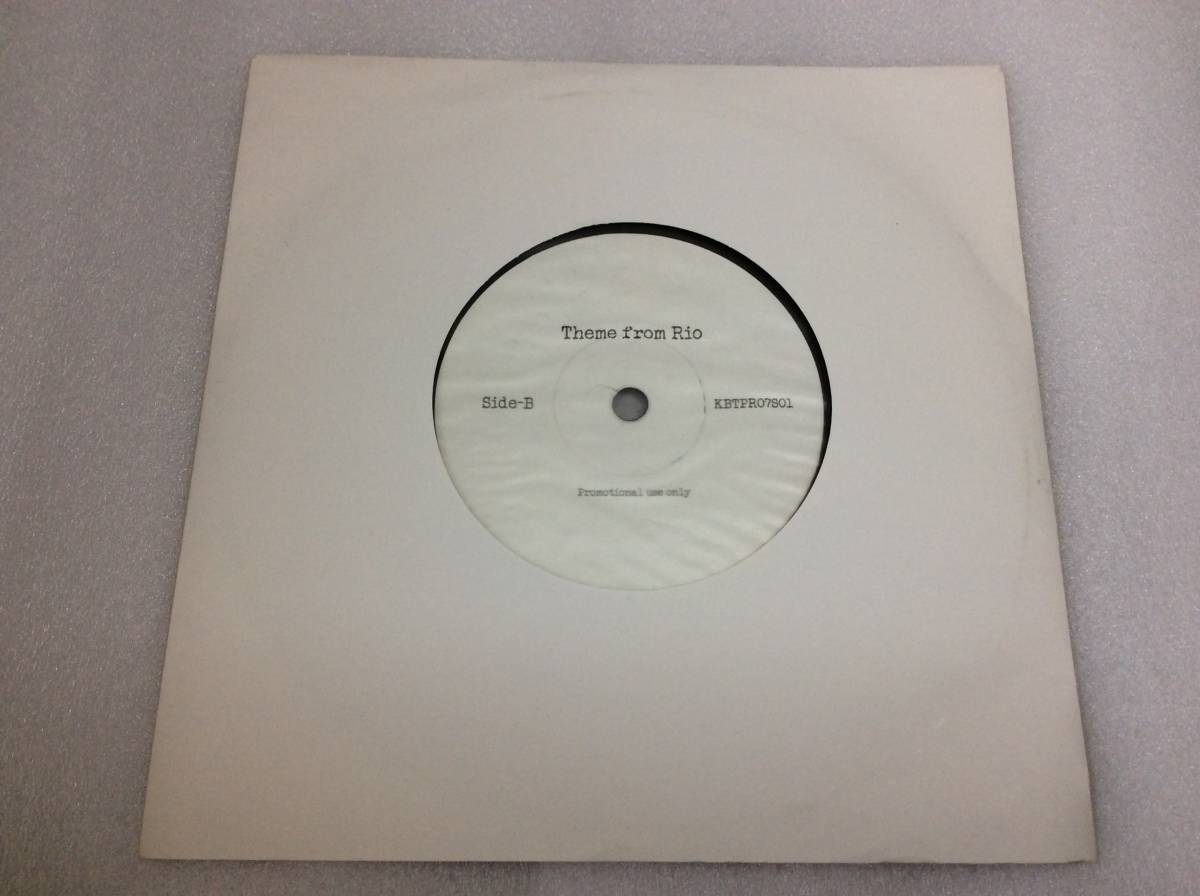 Theme from Rio
Side-B
KBTPR07S01
Promotional use only